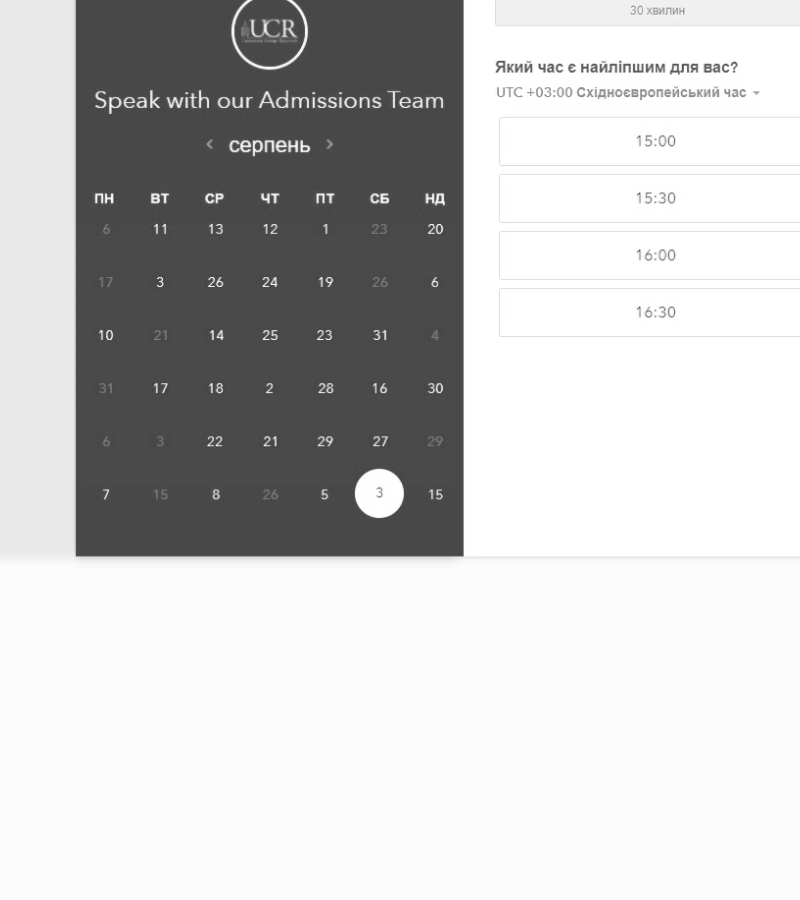 UCR
Speak with our Admissions Team
серпень
ПН ВТ СР ЧТ ПТ СБ НД
6 11 13 12 1 23 20
17 3 26 24 19 26 6
10 21 14 25 23 31 4
31 17 18 2 28 16 30
6 3 22 21 29 27 29
7 15 8 26 5 3 15
30 хвилин
Який час є найліпшим для вас?
UTC +03:00 Східноєвропейський час
15:00
15:30
16:00
16:30